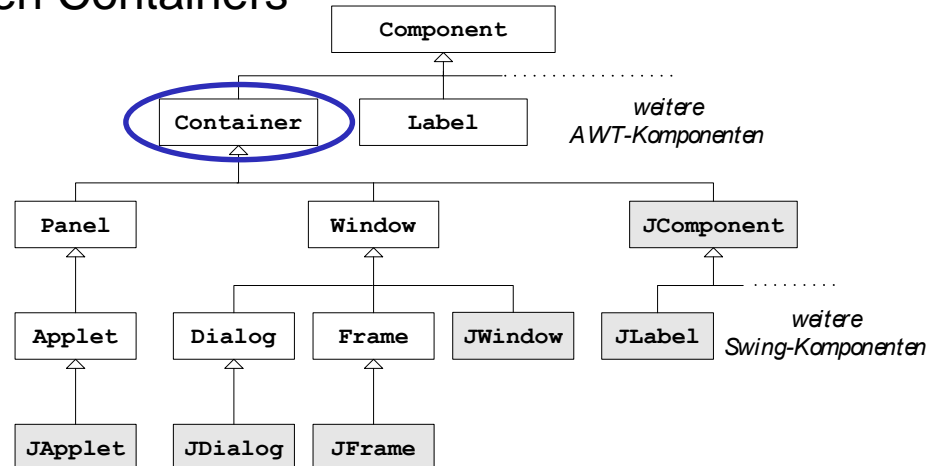 en Containers
Component
Container
Label
weitere
AWT-Komponenten
Panel
Window
JComponent
Applet
Dialog
Frame
JWindow
JLabel
weitere
Swing-Komponenten
JApplet
JDialog
JFrame